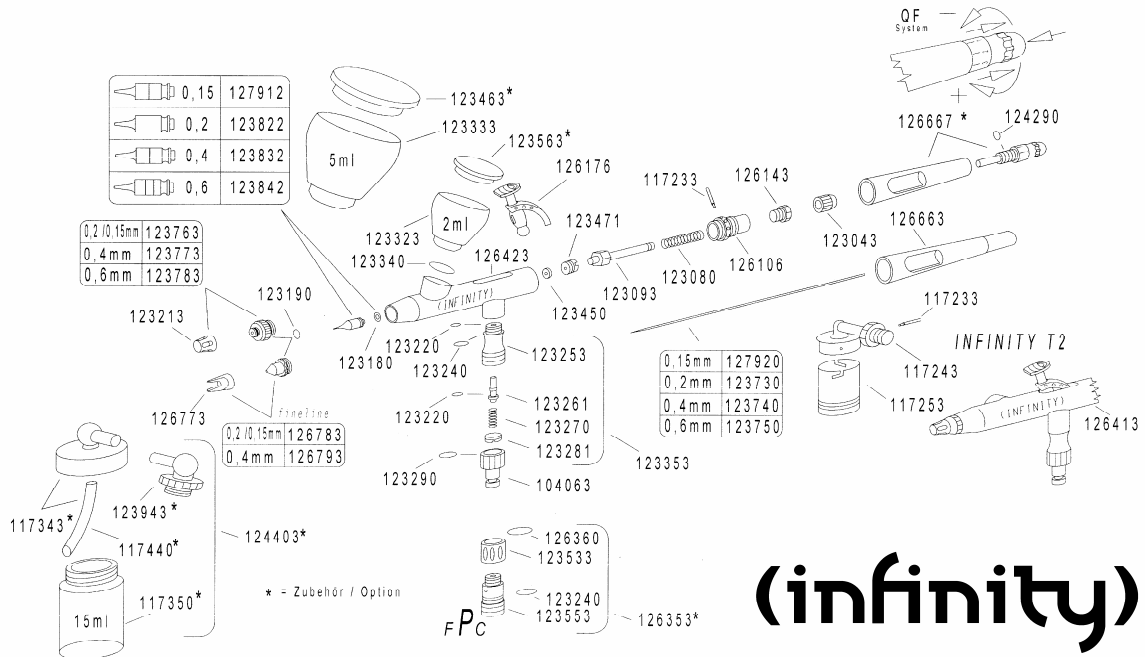 QF
System
0,15 127912
0,2 123822
0,4 123832
0,6 123842
123463*
123333
5ml
123563*
126176
2ml
123323
123340
126423
(INFINITY)
123471
117233
126143
126667 *
124290
123043
126663
126106
123080
123093
123450
0,2 /0,15mm 123763
0,4mm 123773
0,6mm 123783
123190
123213
123180
123220
123240
123253
126773
fineline
0,2/0,15mm 126783
0,4mm 126793
123220
123261
123270
123281
123290
104063
123353
0,15mm 127920
0,2mm 123730
0,4mm 123740
0,6mm 123750
117233
117243
117253
INFINITY T2
(INFINITY)
126413
117343*
123943*
117440*
124403*
117350*
15ml
* = Zubehör / Option
126360
123533
123240
123553
126353*
FPC
(infinity)